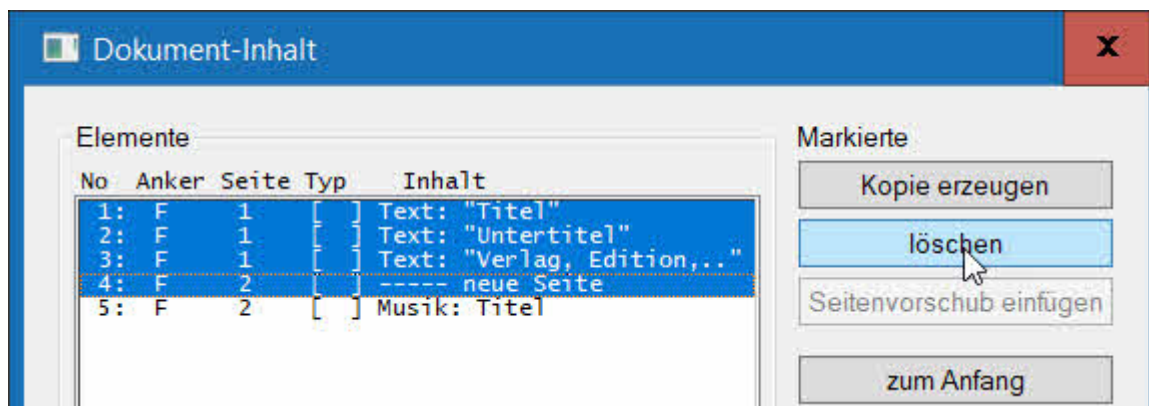 Dokument-Inhalt
x
Elemente
No Anker Seite Typ Inhalt
1: F 1 [ ] Text: "Titel"
2: F 1 [ ] Text: "Untertitel"
3: F 1 [ ] Text: "Verlag, Edition,.."
4: F 2 [ ] ----- neue Seite
5: F 2 [ ] Musik: Titel
Markierte
Kopie erzeugen
löschen
Seitenvorschub einfügen
zum Anfang